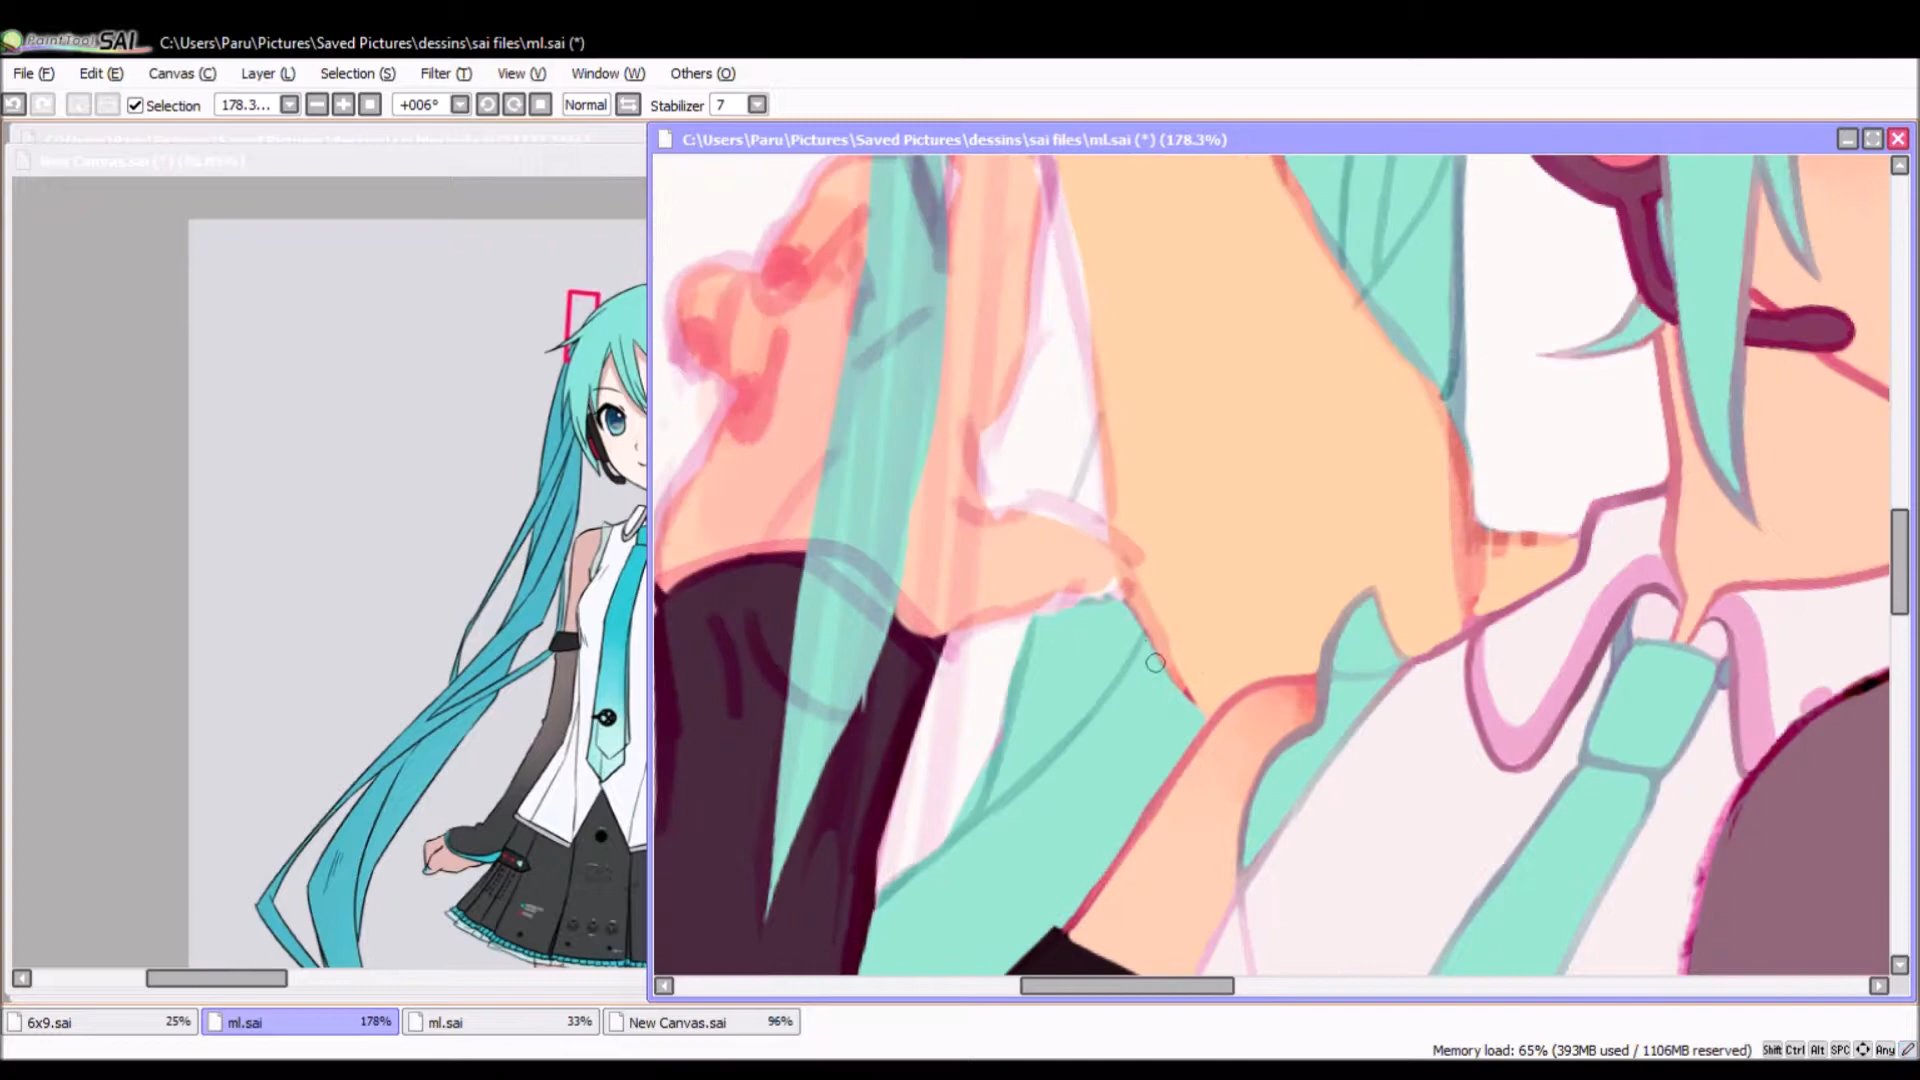 PaintTool SAI C:\Users\Paru\Pictures\Saved Pictures\dessins\sai files\ml.sai (*)
File (F) Edit (E) Canvas (C) Layer (L) Selection (S) Filter (T) View (V) Window (W) Others (O)
Selection 178.3... +006° Normal Stabilizer 7
C:\Users\Paru\Pictures\Saved Pictures\dessins\sai files\ml.sai (*) (178.3%)
New Canvas.sai (*)
6x9.sai 25% ml.sai 178% ml.sai 33% New Canvas.sai 96%
Memory load: 65% (393MB used / 1106MB reserved) Shift Ctrl Alt SPC Any